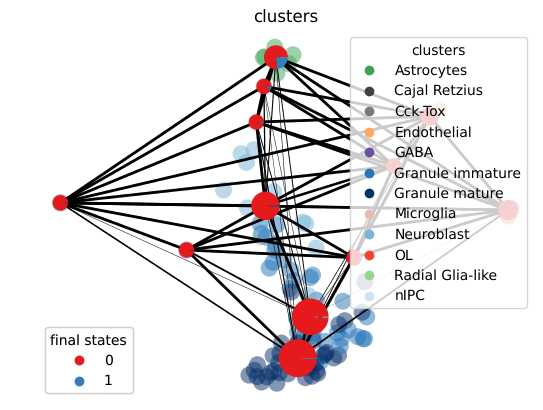 clusters
clusters
Astrocytes
Cajal Retzius
Cck-Tox
Endothelial
GABA
Granule immature
Granule mature
Microglia
Neuroblast
OL
Radial Glia-like
nIPC
final states
0
1